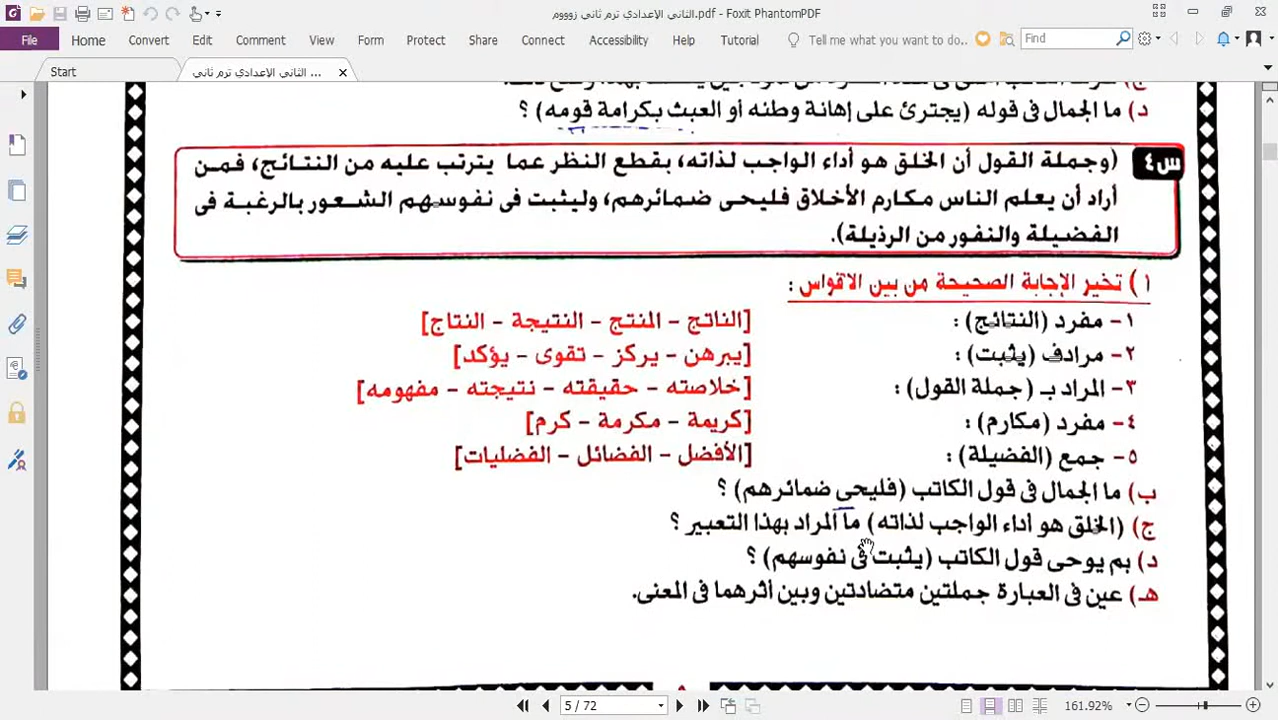 الثاني الاعدادي ترم ثاني زوووم.pdf - Foxit PhantomPDF
File Home Convert Edit Comment View Form Protect Share Connect Accessibility Help Tutorial Tell me what you want to do.. Find
Start الثاني الإعدادي ترم ثاني ...
د) ما الجمال فى قوله (يجترئ على إهانة وطنه أو العبث بكرامة قومه) ؟
س٤ (وجملة القول أن الخلق هو أداء الواجب لذاته، بقطع النظر عما يترتب عليه من النتائج، فمن
أراد أن يعلم الناس مكارم الأخلاق فليحى ضمائرهم، وليثبت فى نفوسهم الشعور بالرغبة فى
الفضيلة والنفور من الرذيلة).
١ ) تخير الإجابة الصحيحة من بين الأقواس :
١- مفرد (النتائج) : [الناتج - المنتج - النتيجة - النتاج]
٢- مرادف (يثبت) : [يبرهن - يركز - تقوى - يؤكد]
٣- المراد بـ (جملة القول) : [خلاصته - حقيقته - نتيجته - مفهومه]
٤- مفرد (مكارم) : [كريمة - مكرمة - كرم]
٥- جمع (الفضيلة) : [الأفضل - الفضائل - الفضليات]
ب) ما الجمال فى قول الكاتب (فليحي ضمائرهم) ؟
ج) (الخلق هو أداء الواجب لذاته) ما المراد بهذا التعبير ؟
د) بم يوحى قول الكاتب (يثبت فى نفوسهم) ؟
هـ) عين فى العبارة جملتين متضادتين وبين أثرهما فى المعنى.
5 / 72 161.92%